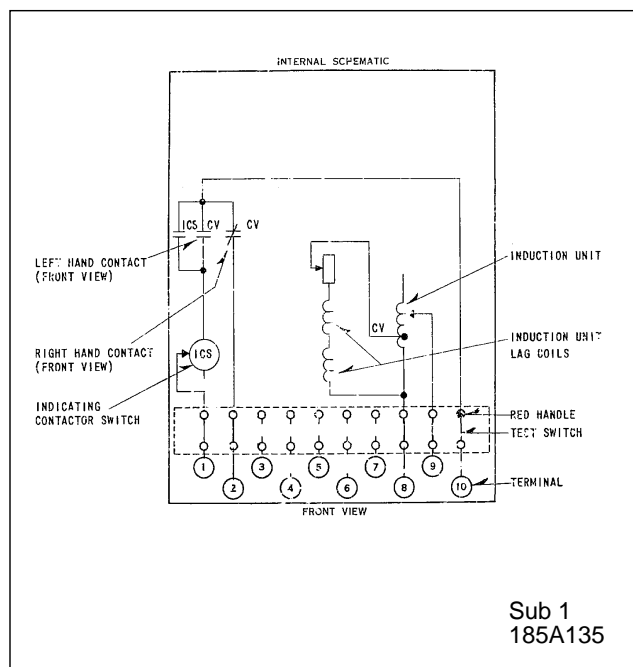 INTERNAL SCHEMATIC
ICS
CV
CV
LEFT HAND CONTACT
(FRONT VIEW)
INDUCTION UNIT
CV
RIGHT HAND CONTACT
(FRONT VIEW)
ICS
INDUCTION UNIT
LAG COILS
INDICATING
CONTACTOR SWITCH
RED HANDLE
TEST SWITCH
1
3
5
7
9
2
4
6
8
10
TERMINAL
FRONT VIEW
Sub 1
185A135